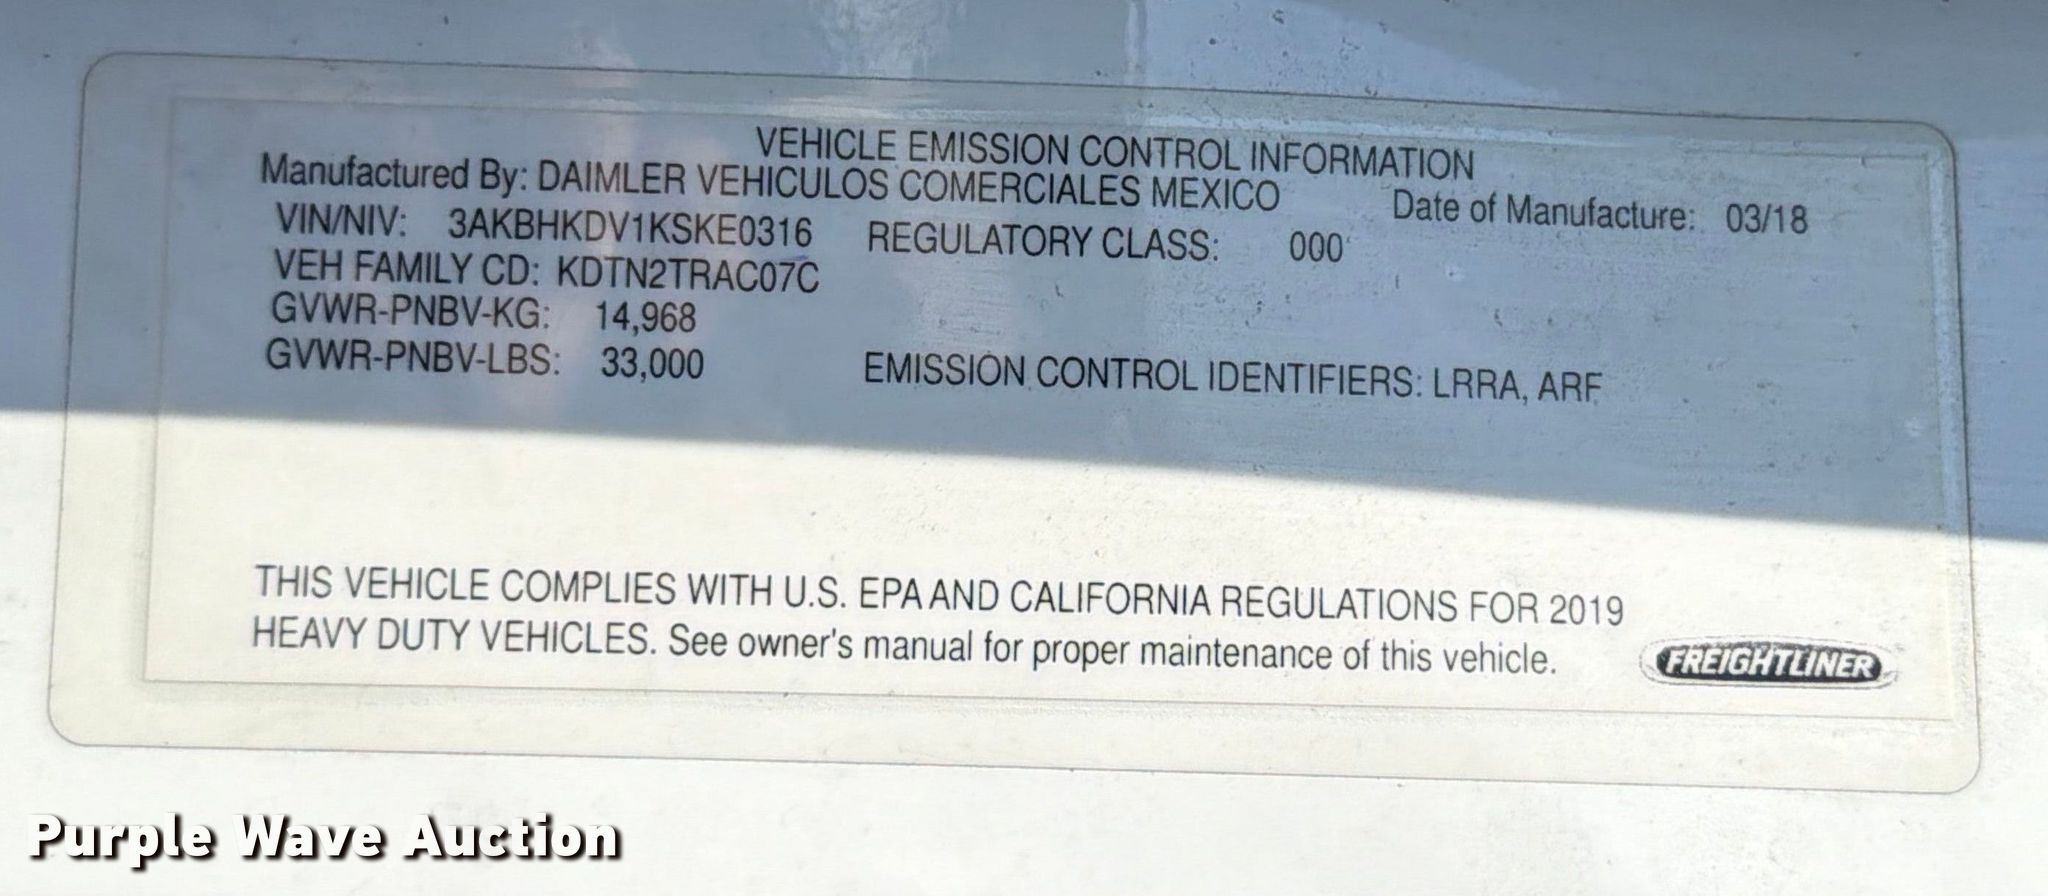 VEHICLE EMISSION CONTROL INFORMATION
Manufactured By: DAIMLER VEHICULOS COMERCIALES MEXICO Date of Manufacture: 03/18
VIN/NIV: 3AKBHKDV1KSKE0316 REGULATORY CLASS: 000
VEH FAMILY CD: KDTN2TRAC07C
GVWR-PNBV-KG: 14,968
GVWR-PNBV-LBS: 33,000 EMISSION CONTROL IDENTIFIERS: LRRA, ARF
THIS VEHICLE COMPLIES WITH U.S. EPA AND CALIFORNIA REGULATIONS FOR 2019
HEAVY DUTY VEHICLES. See owner's manual for proper maintenance of this vehicle.
FREIGHTLINER
Purple Wave Auction